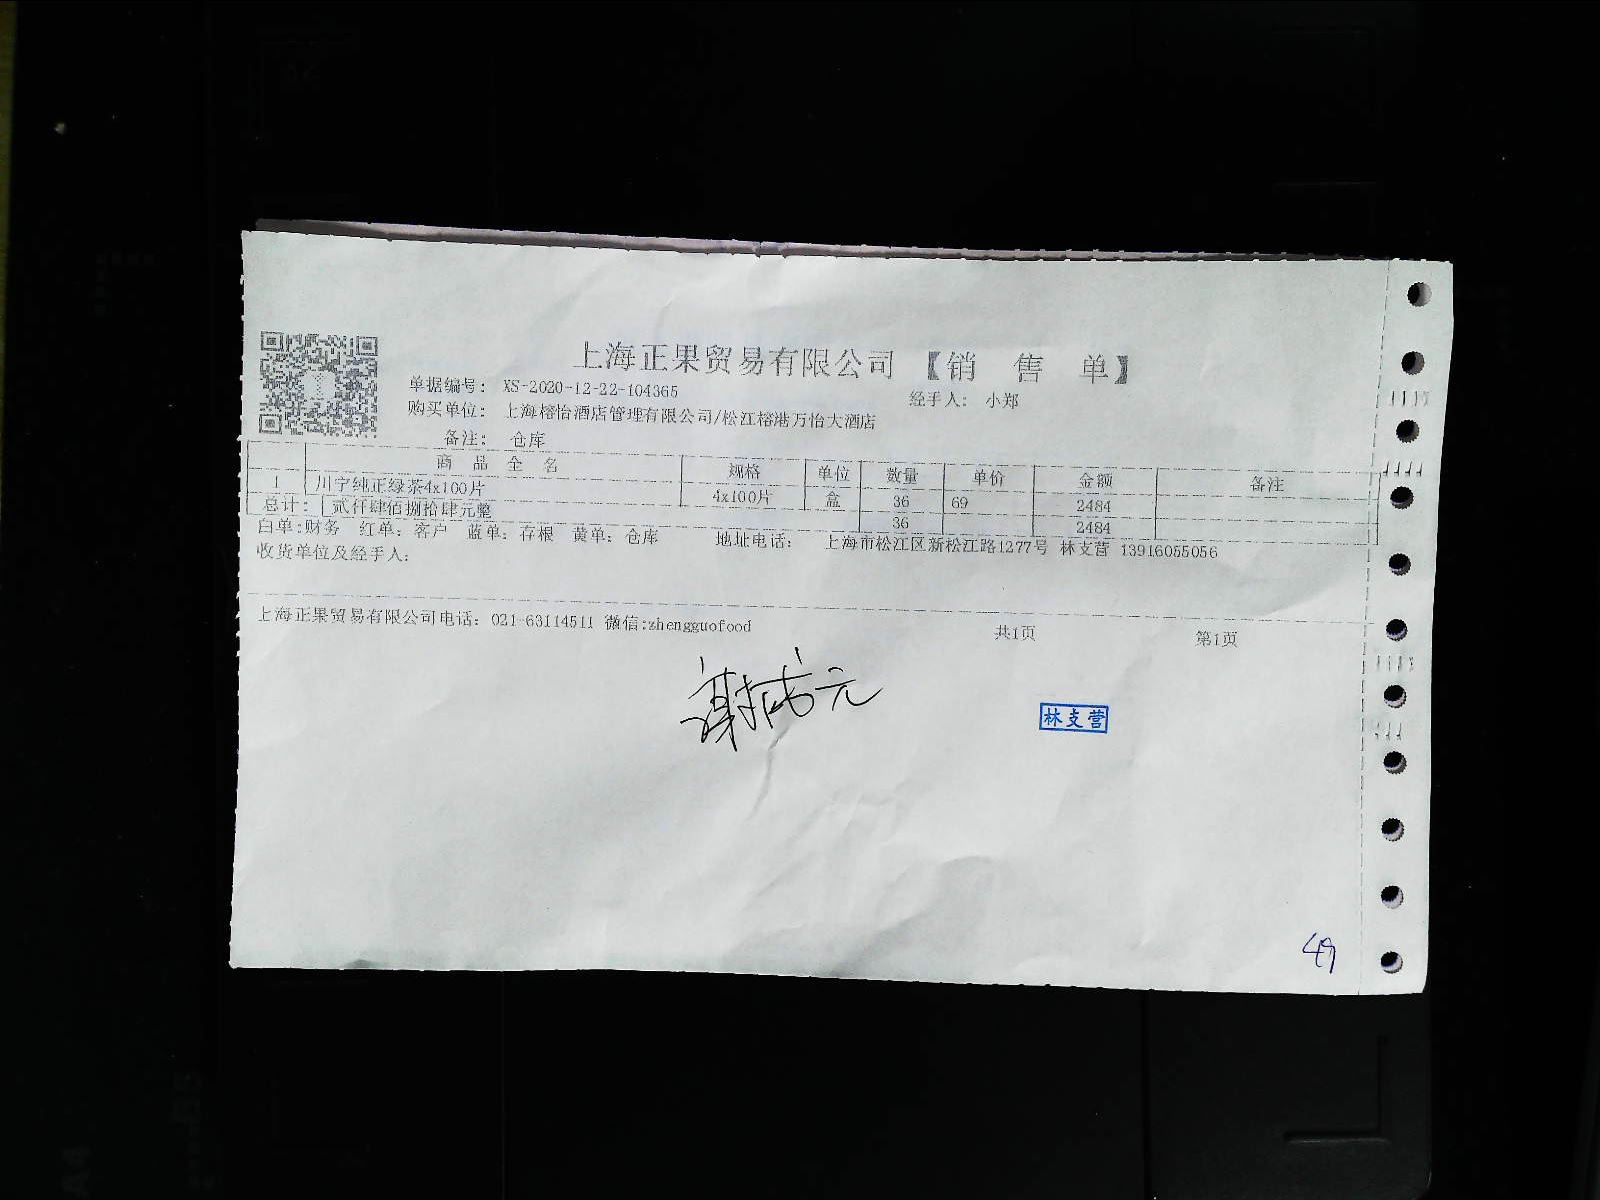 上海正果贸易有限公司 【销 售 单】
单据编号: XS-2020-12-22-104365
经手人: 小郑
购买单位: 上海榕怡酒店管理有限公司/松江榕港万怡大酒店
备注: 仓库
商 品 全 名 规格 单位 数量 单价 金额 备注
1 川宁纯正绿茶4x100片 4x100片 盒 36 69 2484
总计: 贰仟肆佰捌拾肆元整 36 2484
白单:财务 红单: 客户 蓝单: 存根 黄单: 仓库 地址电话: 上海市松江区新松江路1277号 林支营 13916055056
收货单位及经手人:
上海正果贸易有限公司电话: 021-63114511 微信:zhengguofood 共1页 第1页
林支营
49